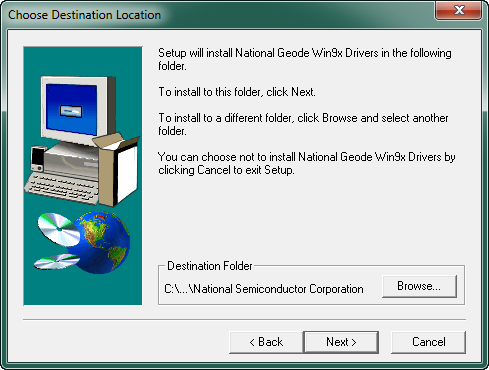 Choose Destination Location
Setup will install National Geode Win9x Drivers in the following
folder.
To install to this folder, click Next.
To install to a different folder, click Browse and select another
folder.
You can choose not to install National Geode Win9x Drivers by
clicking Cancel to exit Setup.
Destination Folder
C:\...\National Semiconductor Corporation
Browse...
< Back
Next >
Cancel